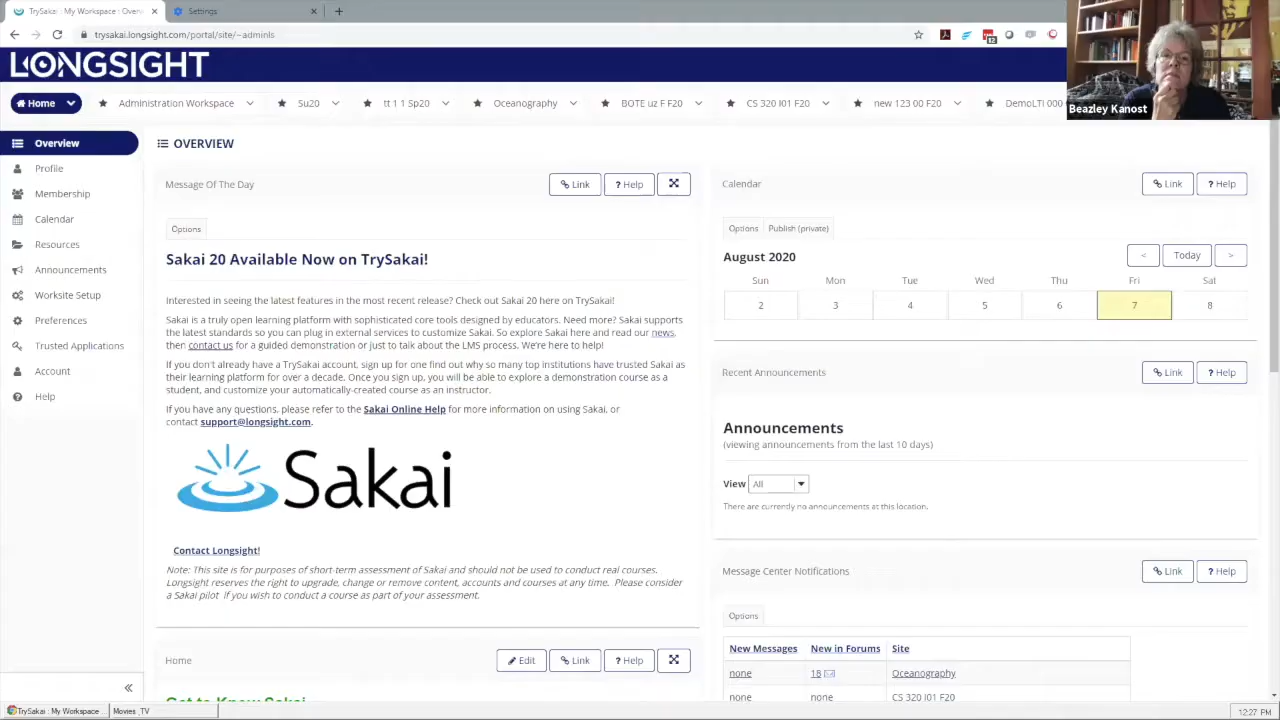 TrySakai : My Workspace : Over
Settings
trysakai.longsight.com/portal/site/~adminls
12
LONGSIGHT
Home
Administration Workspace
Su20
tt 1 1 Sp20
Oceanography
BOTE uz F F20
CS 320 J01 F20
new 123 00 F20
DemoLTI 000
Beazley Kanost
Overview
Profile
Membership
Calendar
Resources
Announcements
Worksite Setup
Preferences
Trusted Applications
Account
Help
OVERVIEW
Message Of The Day
Link
? Help
Options
Sakai 20 Available Now on TrySakai!
Interested in seeing the latest features in the most recent release? Check out Sakai 20 here on TrySakai!
Sakai is a truly open learning platform with sophisticated core tools designed by educators. Need more? Sakai supports
the latest standards so you can plug in external services to customize Sakai. So explore Sakai here and read our news,
then contact us for a guided demonstration or just to talk about the LMS process. We're here to help!
If you don't already have a TrySakai account, sign up for one find out why so many top institutions have trusted Sakai as
their learning platform for over a decade. Once you sign up, you will be able to explore a demonstration course as a
student, and customize your automatically-created course as an instructor.
If you have any questions, please refer to the Sakai Online Help for more information on using Sakai, or
contact support@longsight.com.
Sakai
Contact Longsight!
Note: This site is for purposes of short-term assessment of Sakai and should not be used to conduct real courses.
Longsight reserves the right to upgrade, change or remove content, accounts and courses at any time. Please consider
a Sakai pilot if you wish to conduct a course as part of your assessment.
Home
Edit
Link
? Help
Get to Know Sakai
Calendar
Link
? Help
Options
Publish (private)
August 2020
<
Today
>
Sun Mon Tue Wed Thu Fri Sat
2 3 4 5 6 7 8
Recent Announcements
Link
? Help
Announcements
(viewing announcements from the last 10 days)
View All
There are currently no announcements at this location.
Message Center Notifications
Link
? Help
Options
New Messages New in Forums Site
none 18 Oceanography
none none CS 320 J01 F20
TrySakai : My Workspace ...
Movies_TV
12:27 PM